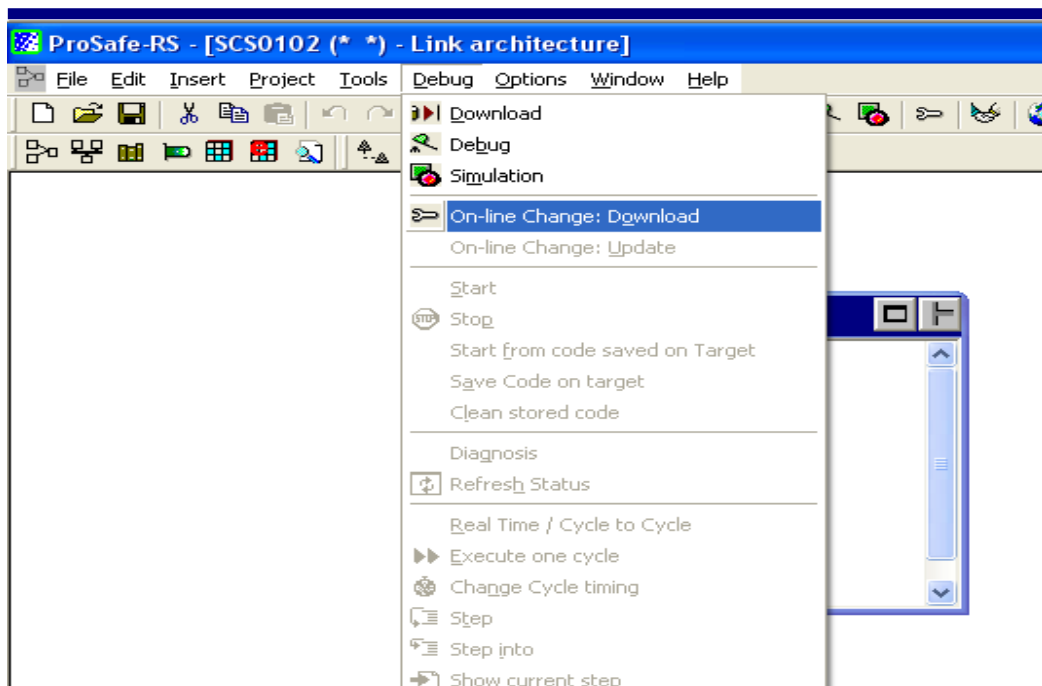 ProSafe-RS - [SCS0102 (* *) - Link architecture]
File Edit Insert Project Tools Debug Options Window Help
Download
Debug
Simulation
On-line Change: Download
On-line Change: Update
Start
STOP Stop
Start from code saved on Target
Save Code on target
Clean stored code
Diagnosis
Refresh Status
Real Time / Cycle to Cycle
Execute one cycle
Change Cycle timing
Step
Step into
Show current step